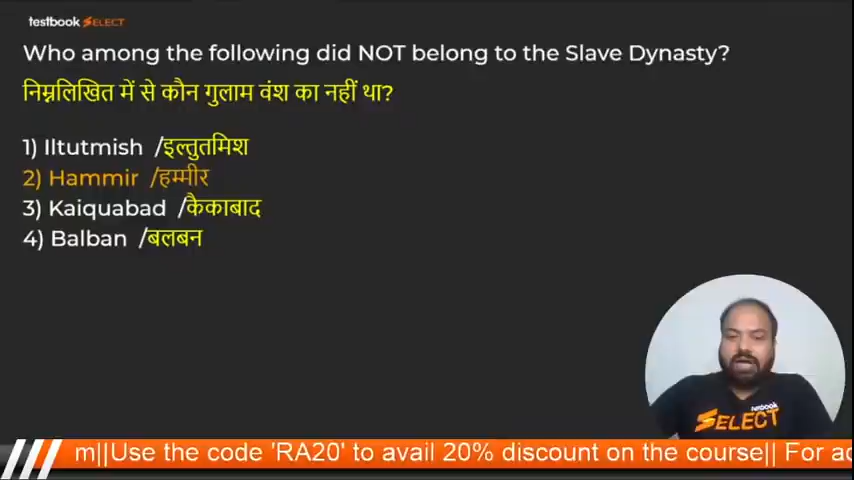 testbook SELECT
Who among the following did NOT belong to the Slave Dynasty?
निम्नलिखित में से कौन गुलाम वंश का नहीं था?
1) Iltutmish /इल्तुतमिश
2) Hammir /हम्मीर
3) Kaiquabad /कैकाबाद
4) Balban /बलबन
testbook
SELECT
m||Use the code 'RA20' to avail 20% discount on the course|| For ac